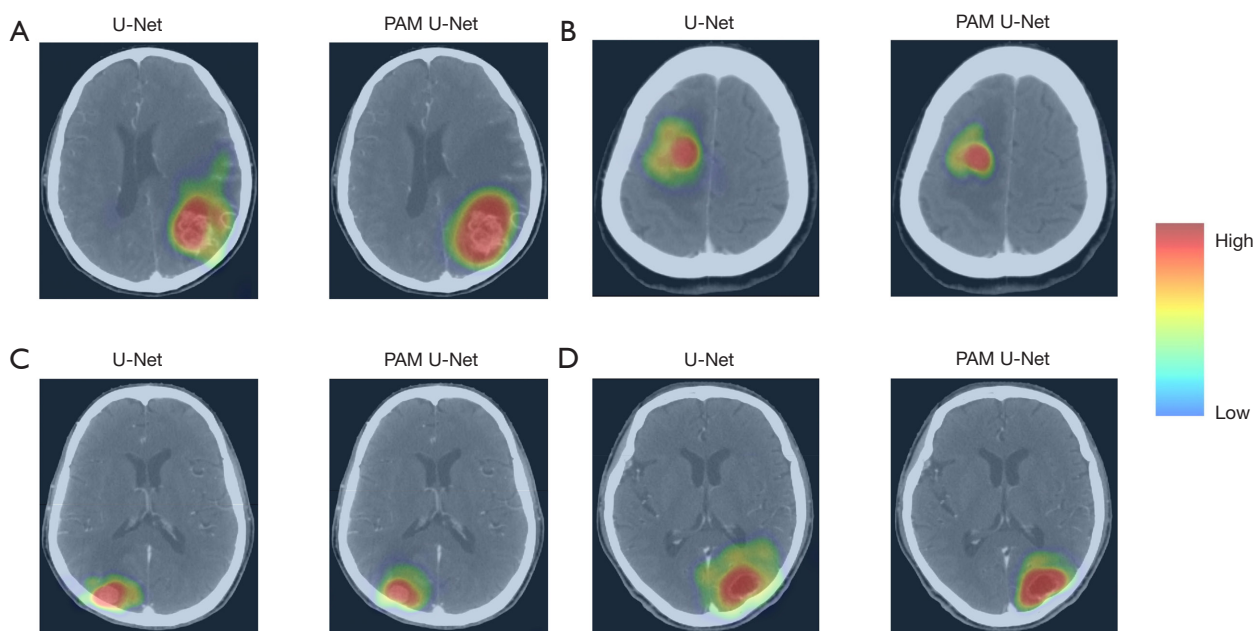 A
U-Net
PAM U-Net
B
U-Net
PAM U-Net
High
Low
C
U-Net
PAM U-Net
D
U-Net
PAM U-Net